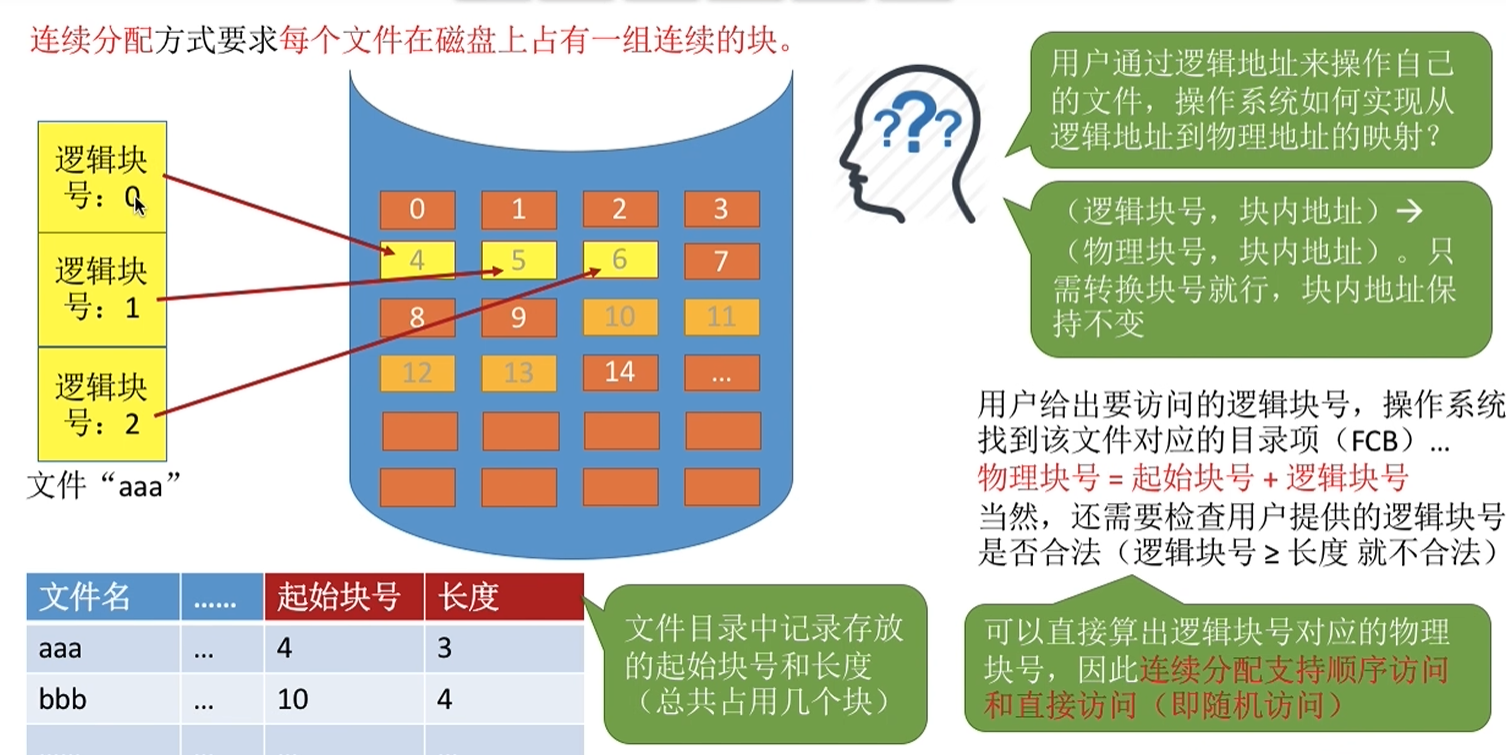 连续分配方式要求每个文件在磁盘上占有一组连续的块。
逻辑块
号：0
逻辑块
号：1
逻辑块
号：2
文件“aaa”
0 1 2 3
4 5 6 7
8 9 10 11
12 13 14 ...
???
用户通过逻辑地址来操作自己
的文件，操作系统如何实现从
逻辑地址到物理地址的映射？
（逻辑块号，块内地址）→
（物理块号，块内地址）。只
需转换块号就行，块内地址保
持不变
用户给出要访问的逻辑块号，操作系统
找到该文件对应的目录项（FCB）...
物理块号 = 起始块号 + 逻辑块号
当然，还需要检查用户提供的逻辑块号
是否合法（逻辑块号 ≥ 长度 就不合法）
可以直接算出逻辑块号对应的物理
块号，因此连续分配支持顺序访问
和直接访问（即随机访问）
文件名 …… 起始块号 长度
aaa ... 4 3
bbb ... 10 4
文件目录中记录存放
的起始块号和长度
（总共占用几个块）